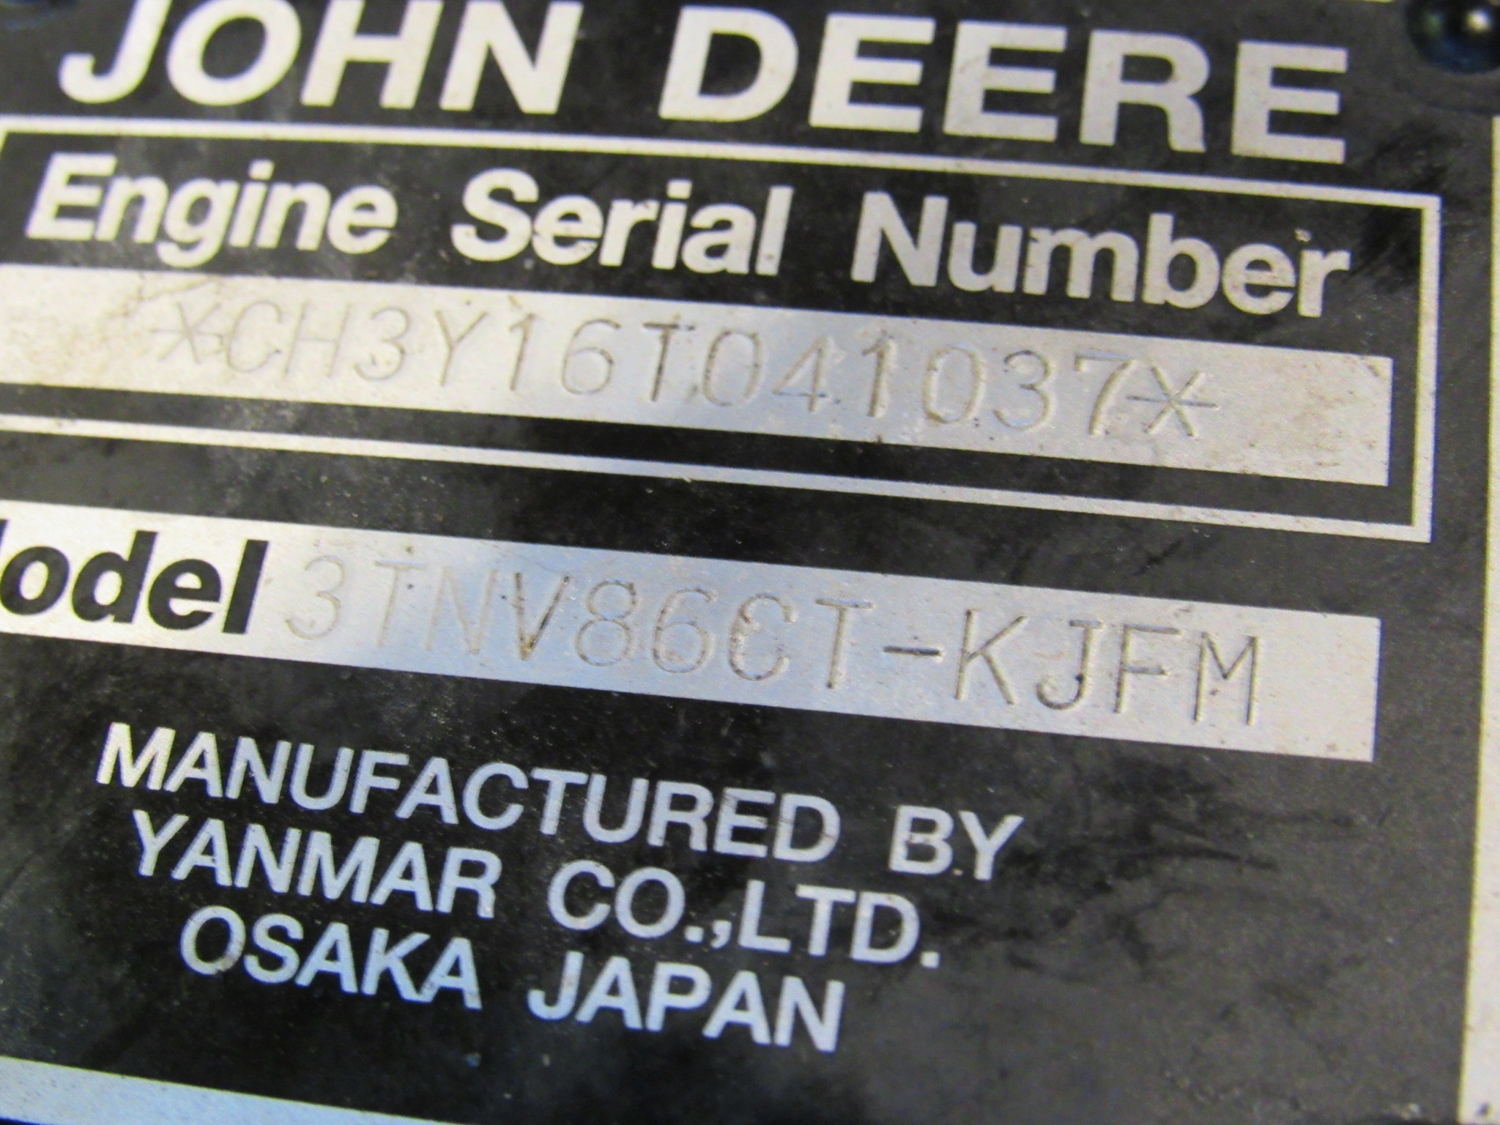 JOHN DEERE
Engine Serial Number
*CH3Y16T041037*
odel 3TNV86CT-KJFM
MANUFACTURED BY
YANMAR CO.,LTD.
OSAKA JAPAN